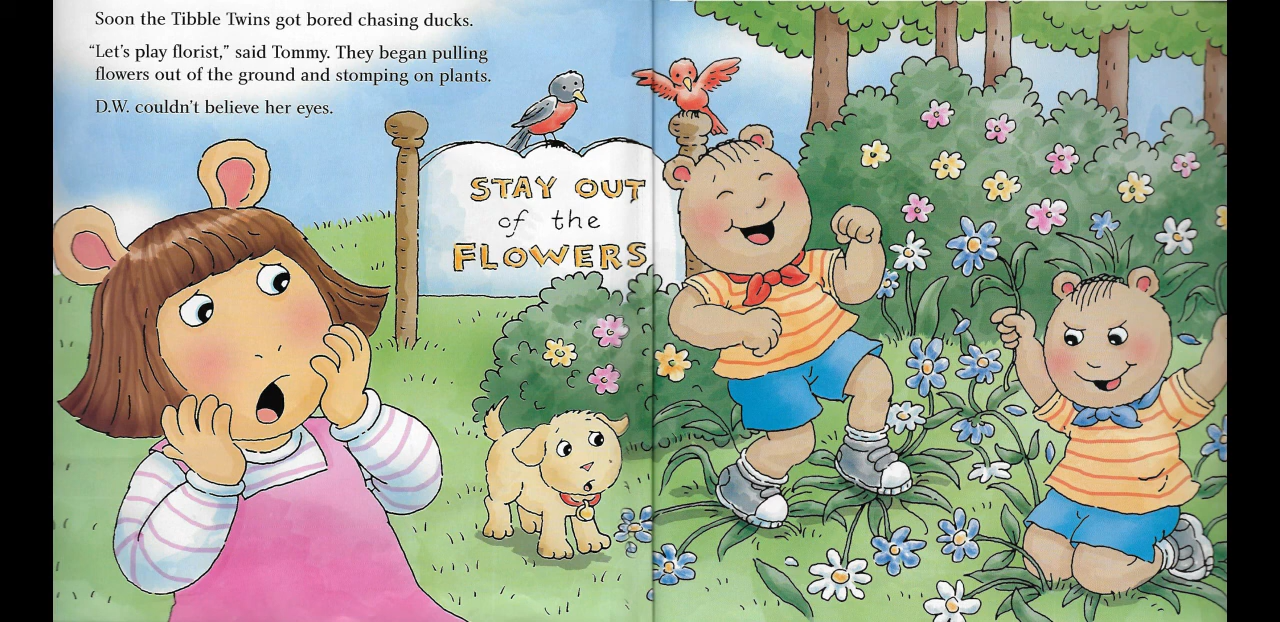 Soon the Tibble Twins got bored chasing ducks.
“Let’s play florist,” said Tommy. They began pulling
flowers out of the ground and stomping on plants.
D.W. couldn’t believe her eyes.
STAY OUT
of the
FLOWERS